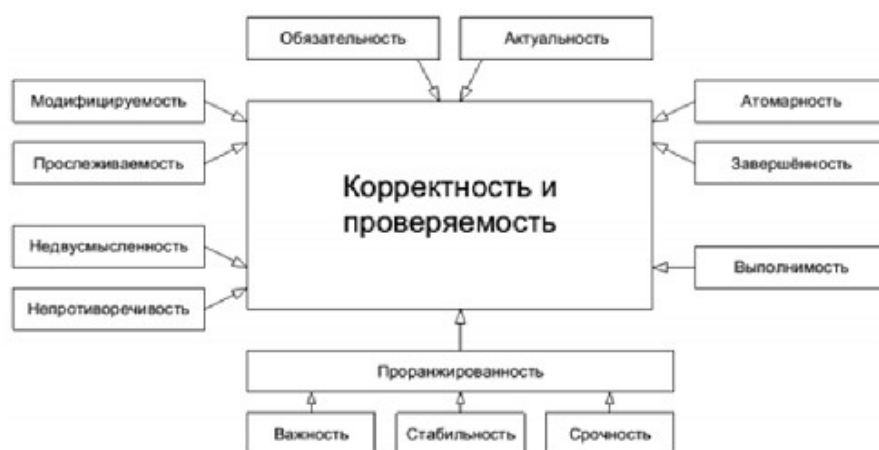 Обязательность
Актуальность
Модифицируемость
Атомарность
Прослеживаемость
Завершённость
Корректность и
проверяемость
Недвусмысленность
Выполнимость
Непротиворечивость
Проранжированность
Важность
Стабильность
Срочность